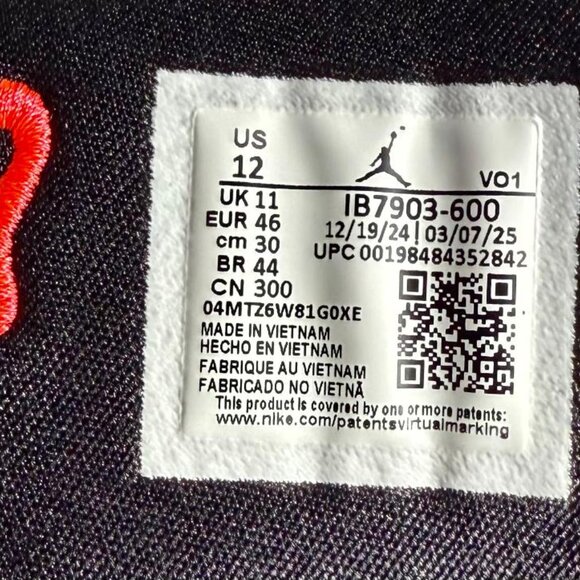 US
12
VO1
UK 11
IB7903-600
EUR 46
12/19/24 | 03/07/25
cm 30
UPC 00198484352842
BR 44
CN 300
04MTZ6W81G0XE
MADE IN VIETNAM
HECHO EN VIETNAM
FABRIQUE AU VIETNAM
FABRICADO NO VIETNÃ
This product is covered by one or more patents:
www.nike.com/patentsvirtualmarking